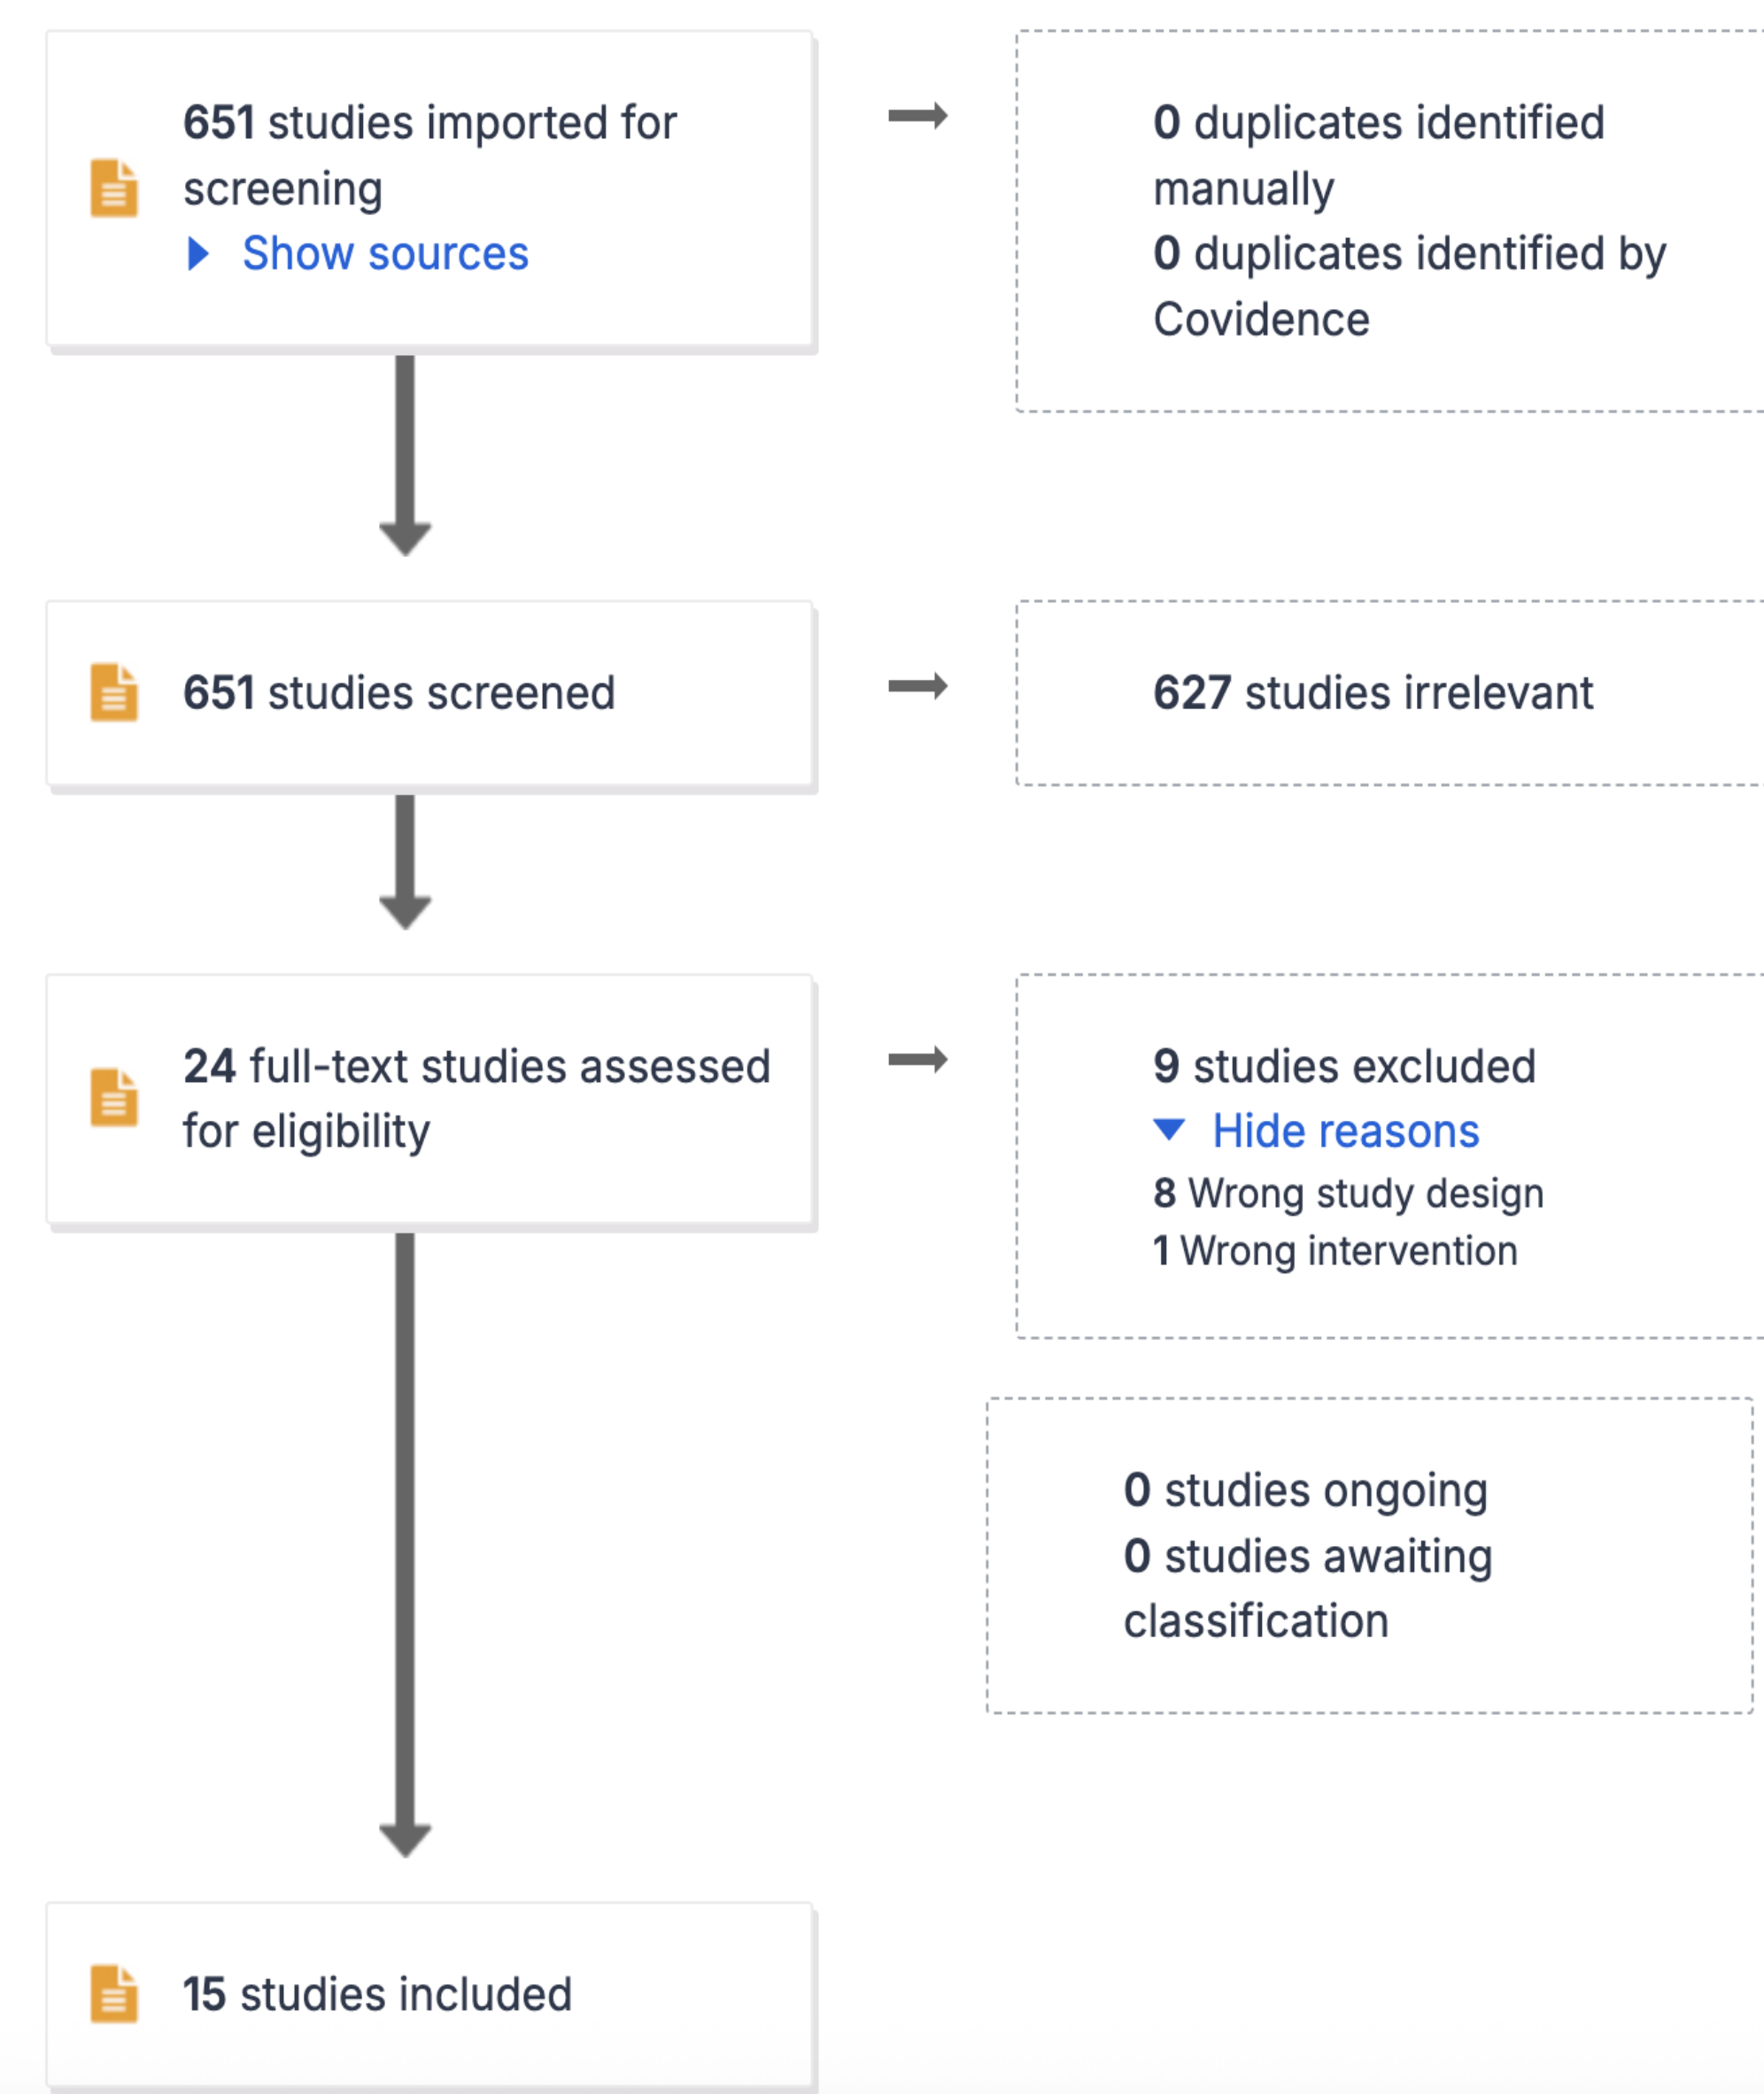 651 studies imported for
screening
Show sources
0 duplicates identified
manually
0 duplicates identified by
Covidence
651 studies screened
627 studies irrelevant
24 full-text studies assessed
for eligibility
9 studies excluded
Hide reasons
8 Wrong study design
1 Wrong intervention
0 studies ongoing
0 studies awaiting
classification
15 studies included